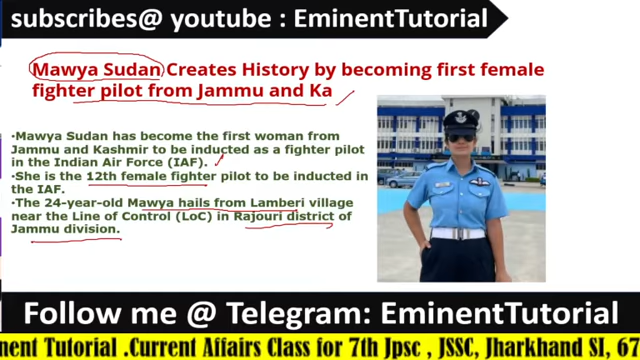 subscribes@ youtube : EminentTutorial
Mawya Sudan Creates History by becoming first female
fighter pilot from Jammu and Ka
•Mawya Sudan has become the first woman from
Jammu and Kashmir to be inducted as a fighter pilot
in the Indian Air Force (IAF).
•She is the 12th female fighter pilot to be inducted in
the IAF.
•The 24-year-old Mawya hails from Lamberi village
near the Line of Control (LoC) in Rajouri district of
Jammu division.
Follow me @ Telegram: EminentTutorial
nent Tutorial .Current Affairs Class for 7th Jpsc , JSSC, Jharkhand SI, 67